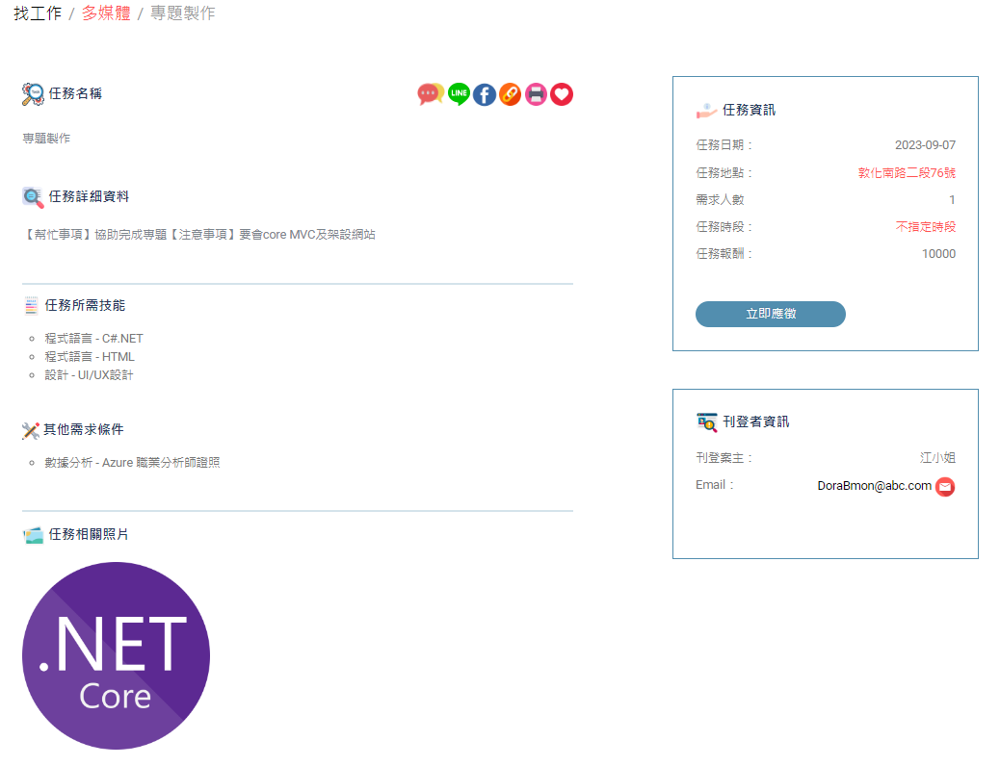 找工作 / 多媒體 / 專題製作
任務名稱
LINE
專題製作
任務詳細資料
【幫忙事項】協助完成專題【注意事項】要會core MVC及架設網站
任務所需技能
程式語言 - C#.NET
程式語言 - HTML
設計 - UI/UX設計
其他需求條件
數據分析 - Azure 職業分析師證照
任務相關照片
.NET
Core
任務資訊
任務日期： 2023-09-07
任務地點： 敦化南路二段76號
需求人數 1
任務時段： 不指定時段
任務報酬： 10000
立即應徵
刊登者資訊
刊登案主： 江小姐
Email： DoraBmon@abc.com